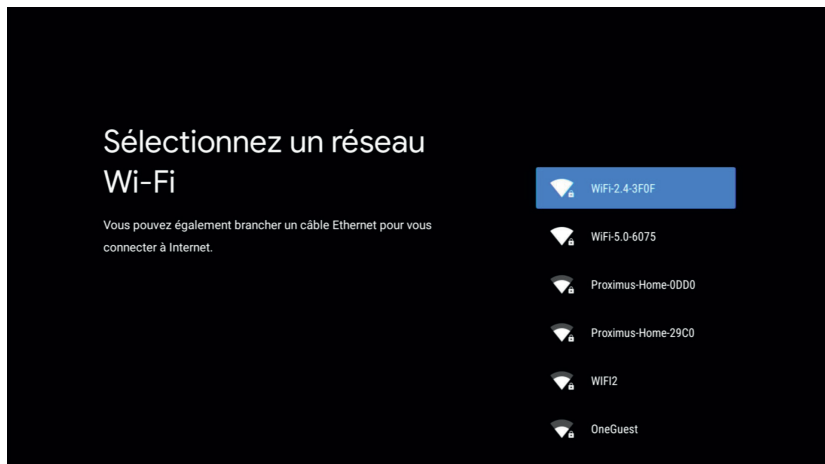 Sélectionnez un réseau
Wi-Fi
Vous pouvez également brancher un câble Ethernet pour vous
connecter à Internet.
WiFi-2.4-3F0F
WiFi-5.0-6075
Proximus-Home-0DD0
Proximus-Home-29C0
WIFI2
OneGuest